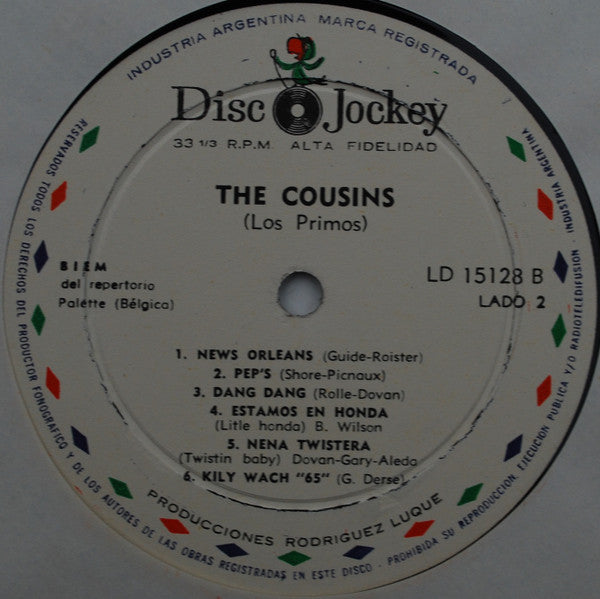 INDUSTRIA ARGENTINA MARCA REGISTRADA
Disc Jockey
33 1/3 R.P.M. ALTA FIDELIDAD
THE COUSINS
(Los Primos)
BIEM
del repertorio
Palette (Bélgica)
LD 15128 B
LADO 2
1. NEWS ORLEANS (Guide-Roister)
2. PEP'S (Shore-Picnaux)
3. DANG DANG (Rolle-Dovan)
4. ESTAMOS EN HONDA
(Litle honda) B. Wilson
5. NENA TWISTERA
(Twistin baby) Dovan-Gary-Aledo
6. KILY WACH "65" (G. Derse)
PRODUCCIONES RODRIGUEZ LUQUE
RESERVADOS TODOS LOS DERECHOS DEL PRODUCTOR FONOGRAFICO Y DE LOS AUTORES DE LAS OBRAS REGISTRADAS EN ESTE DISCO - PROHIBIDA SU REPRODUCCION, EJECUCION PUBLICA Y/O RADIOTELEDIFUSION - INDUSTRIA ARGENTINA